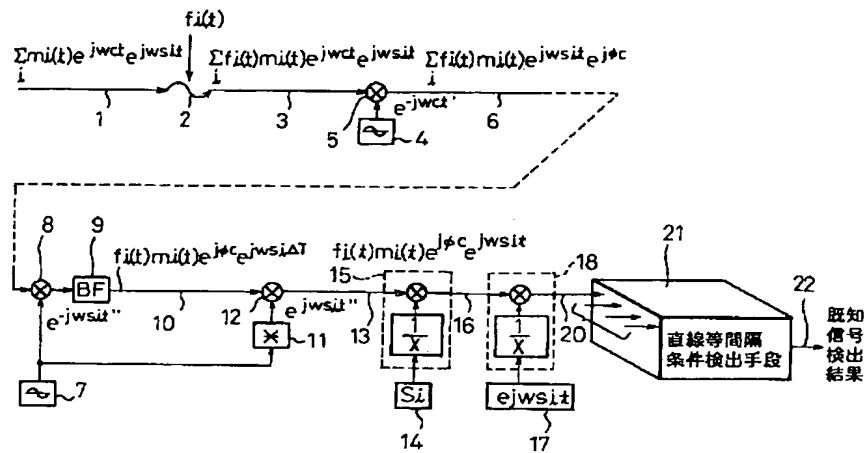 fi(t)
Σmi(t)e jwct e jwsit
i
Σfi(t)mi(t)e jwct e jwsit
i
Σfi(t)mi(t)e jwsit e jφc
i
1
2
3
5
e-jwct'
4
6
8
9
BF
fi(t)mi(t)e jφc e jwsiΔT
e-jwsit''
10
12
e jwsit''
11
*
7
fi(t)mi(t)e jφc e jwsit
13
15
1
X
Si
14
16
18
1
X
ejwsit
17
20
21
直線等間隔
条件検出手段
22
既知
信号
検出
結果